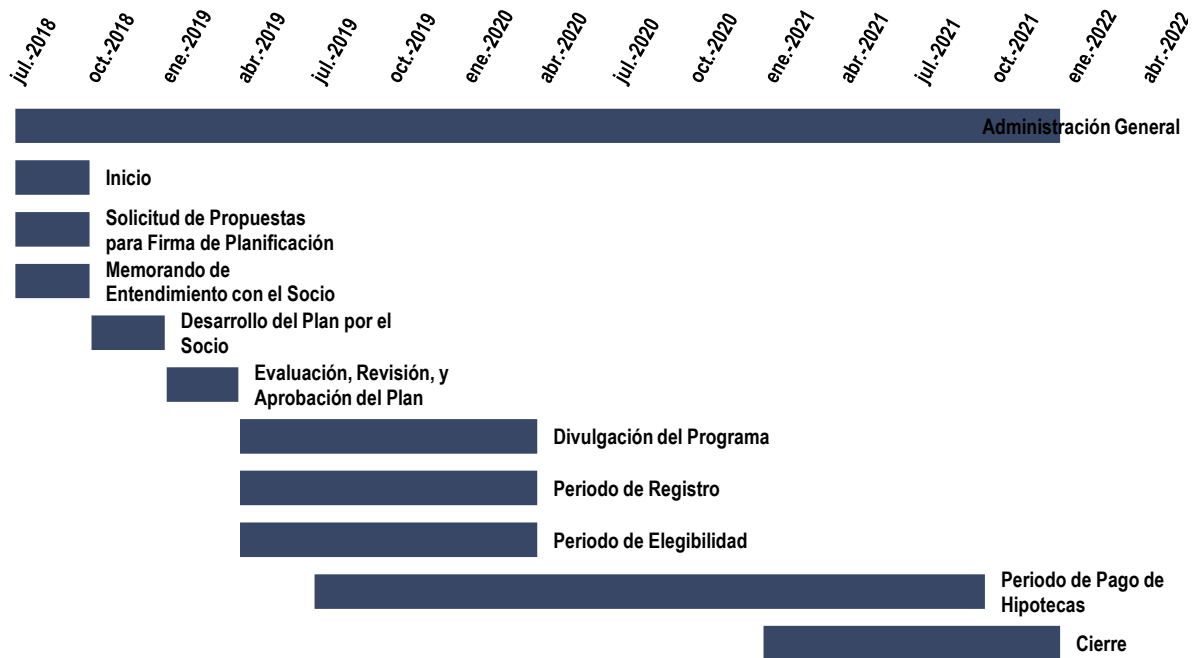 jul.-2018
oct.-2018
ene.-2019
abr.-2019
jul.-2019
oct.-2019
ene.-2020
abr.-2020
jul.-2020
oct.-2020
ene.-2021
abr.-2021
jul.-2021
oct.-2021
ene.-2022
abr.-2022
Administración General
Inicio
Solicitud de Propuestas
para Firma de Planificación
Memorando de
Entendimiento con el Socio
Desarrollo del Plan por el
Socio
Evaluación, Revisión, y
Aprobación del Plan
Divulgación del Programa
Periodo de Registro
Periodo de Elegibilidad
Periodo de Pago de
Hipotecas
Cierre